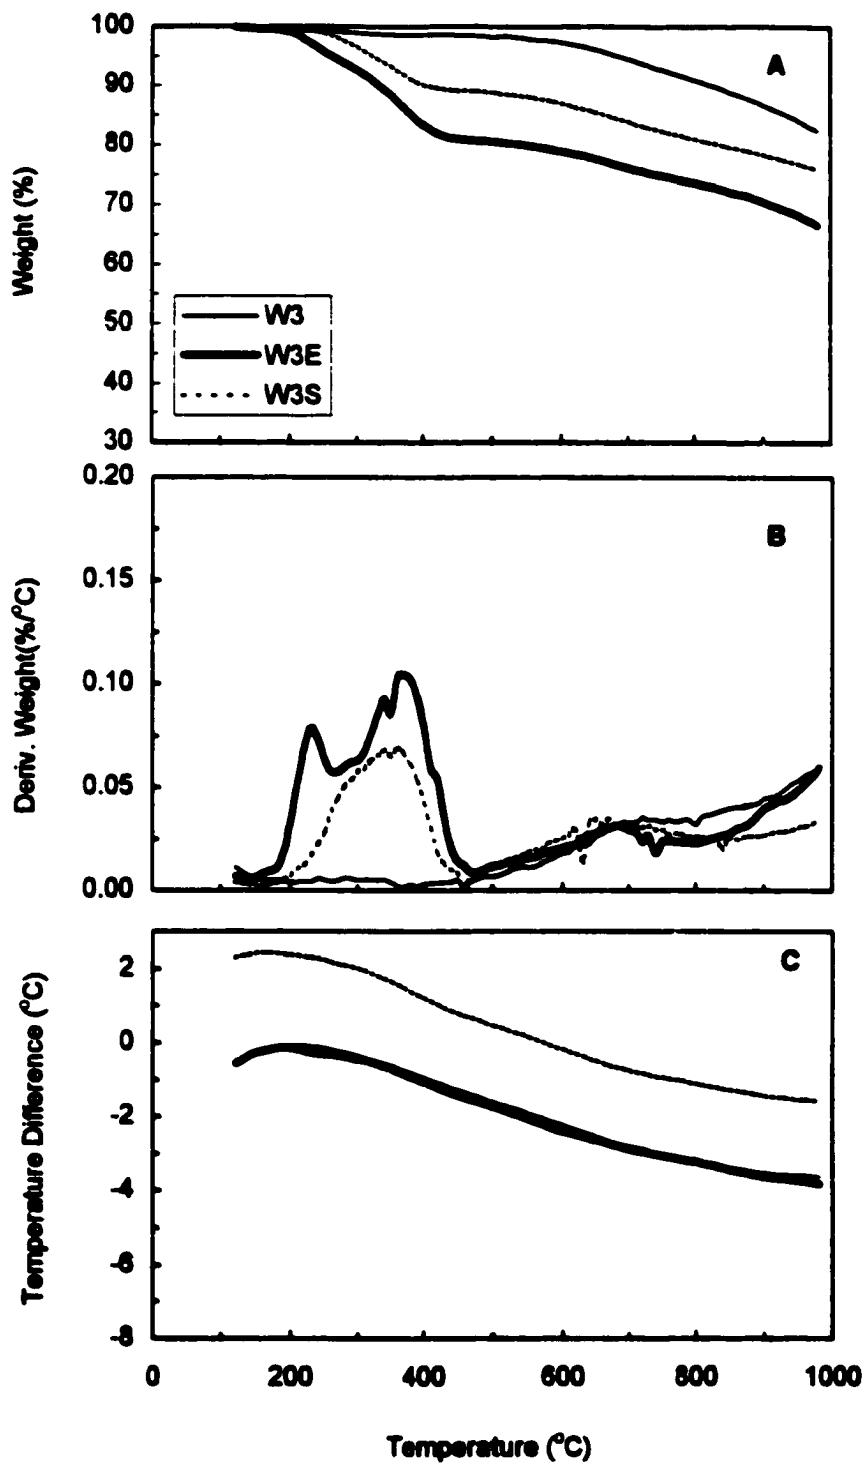 100
A
90
80
70
60
50
40
30
Weight (%)
W3
W3E
W3S
0.20
B
0.15
0.10
0.05
0.00
Deriv. Weight(%/°C)
C
2
0
-2
-4
-6
-8
Temperature Difference (°C)
0 200 400 600 800 1000
Temperature (°C)